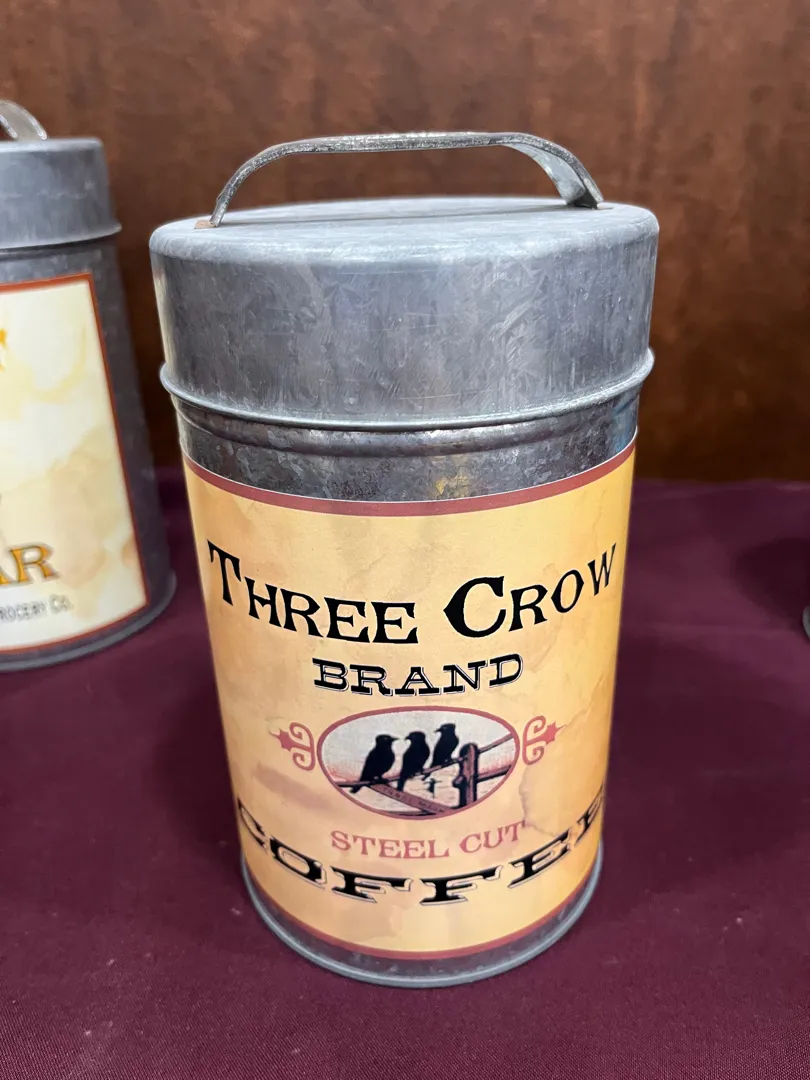 THREE CROW
BRAND
STEEL CUT
COFFEE
AR
ROCERY CO.